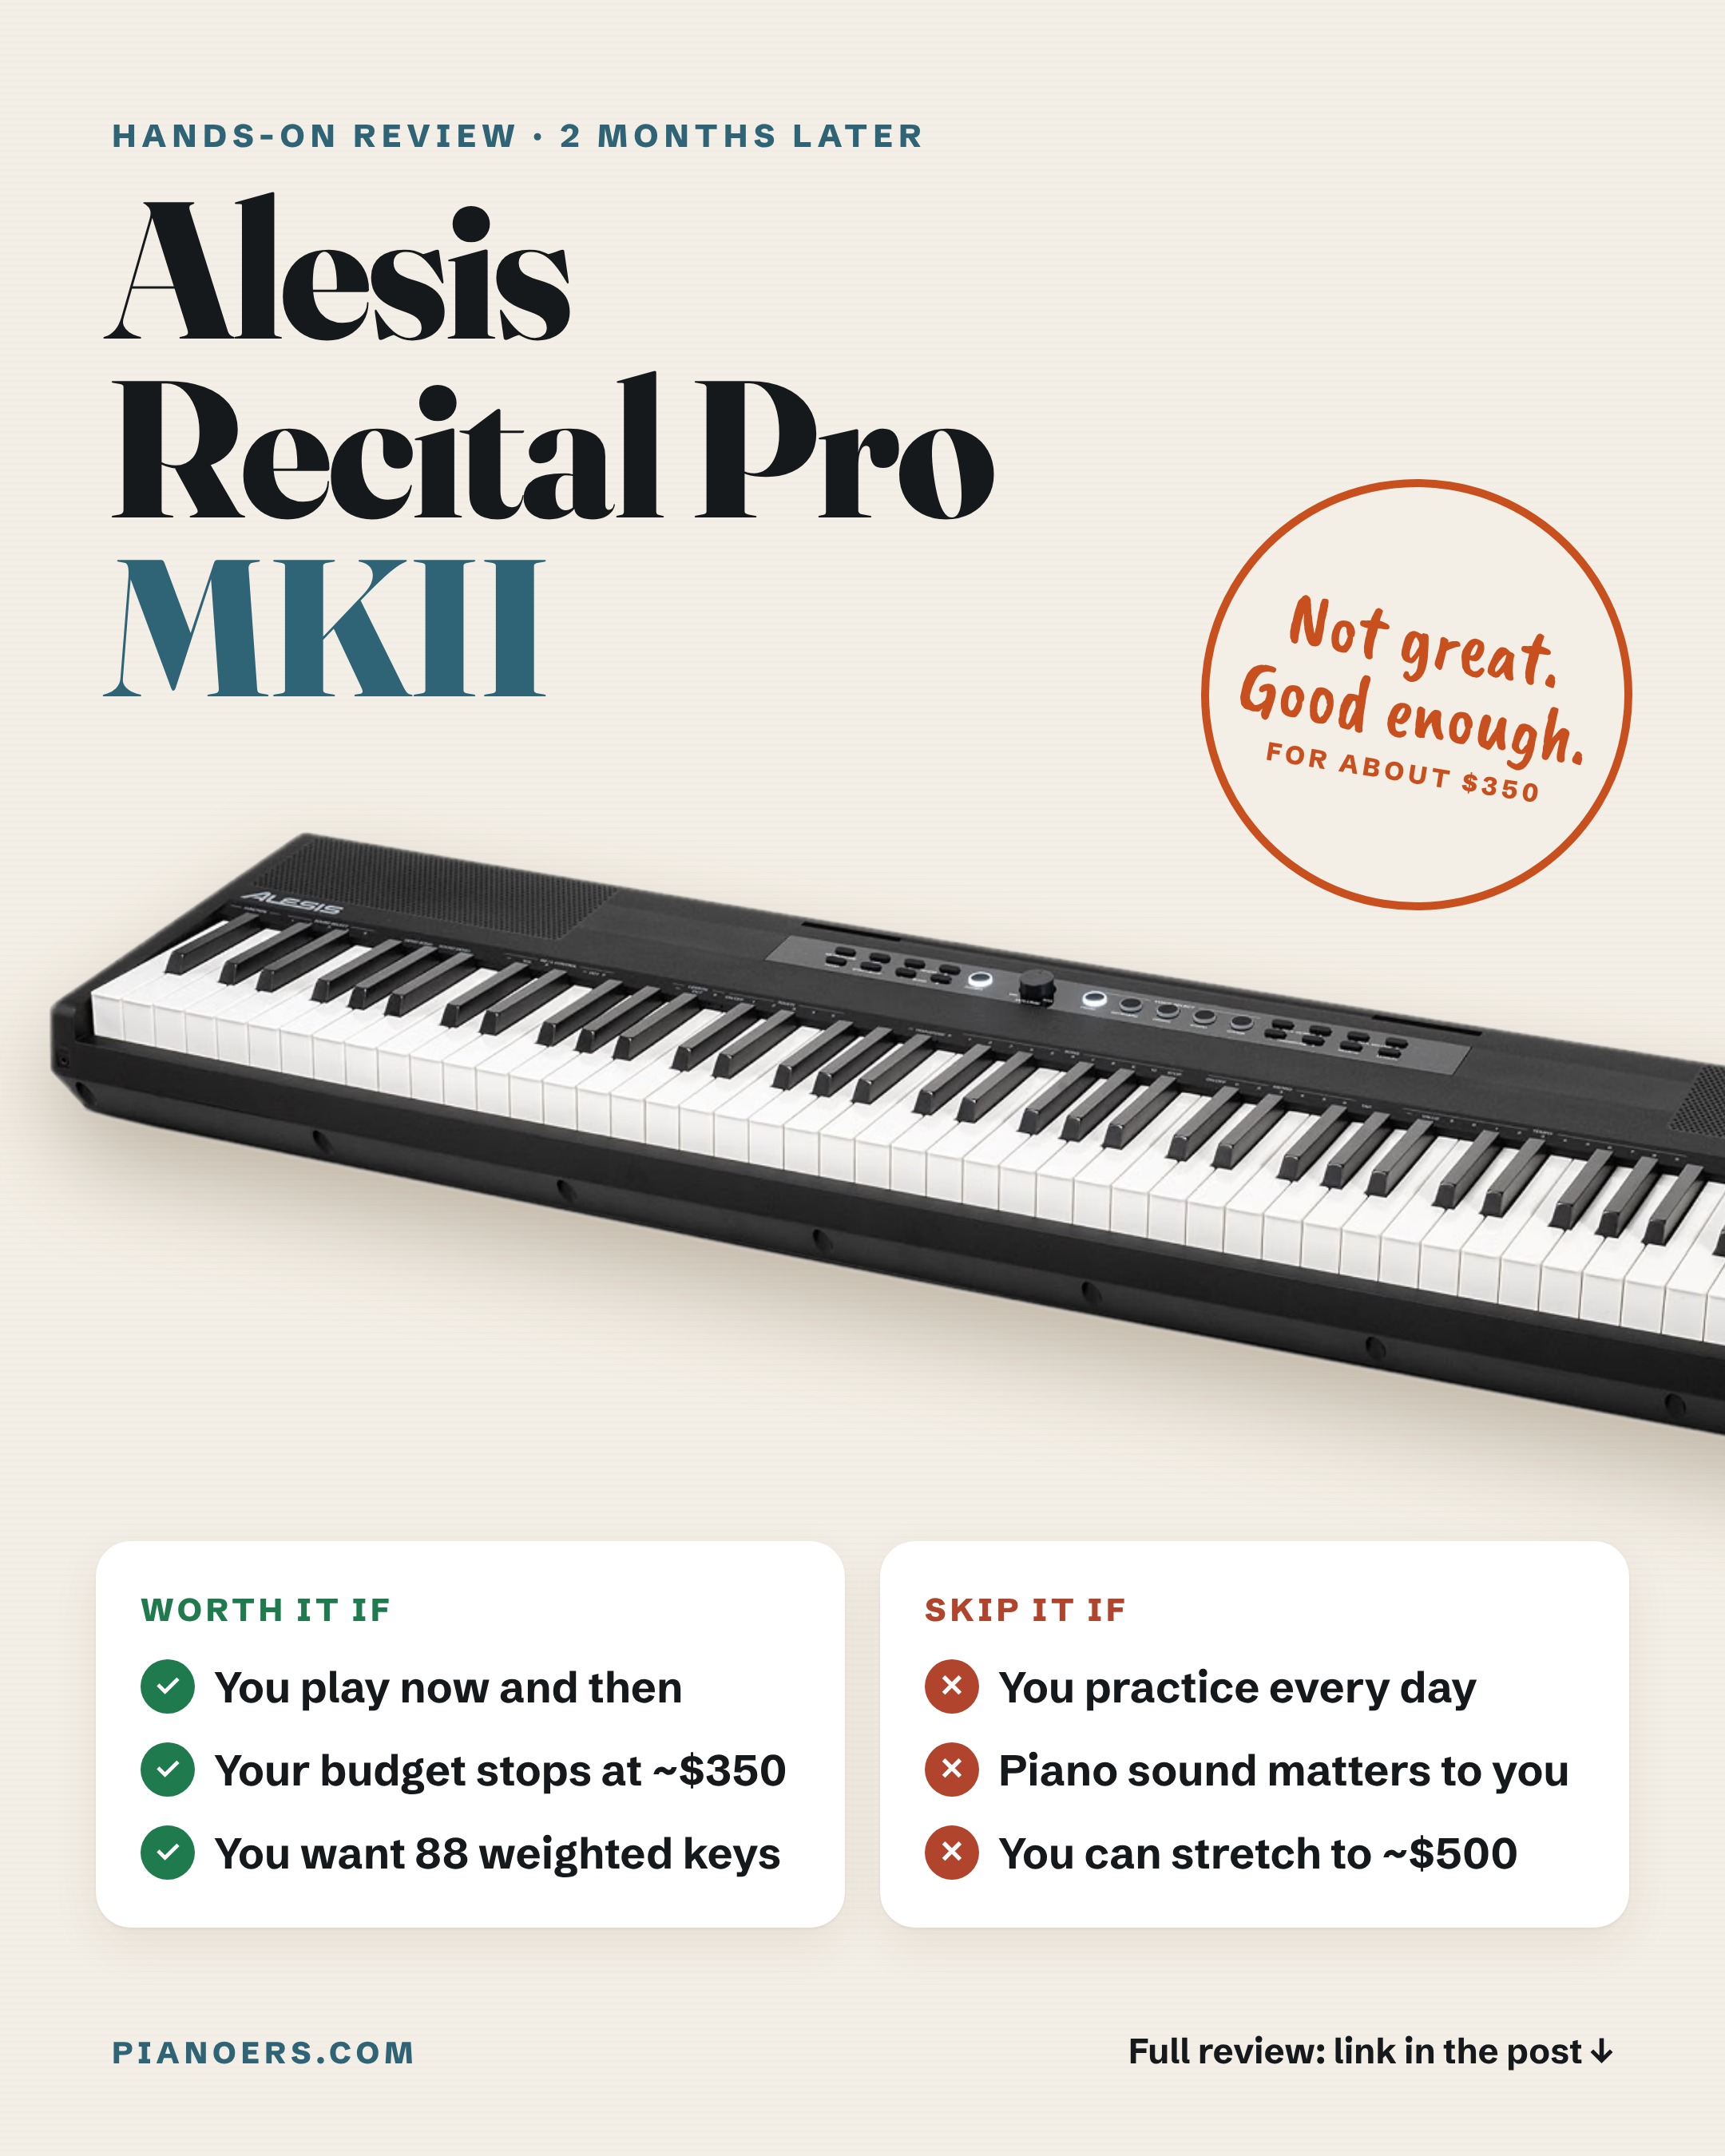 HANDS-ON REVIEW · 2 MONTHS LATER
Alesis
Recital Pro
MKII
Not great.
Good enough.
FOR ABOUT $350
ALESIS
WORTH IT IF
You play now and then
Your budget stops at ~$350
You want 88 weighted keys
SKIP IT IF
You practice every day
Piano sound matters to you
You can stretch to ~$500
PIANOERS.COM
Full review: link in the post ↓